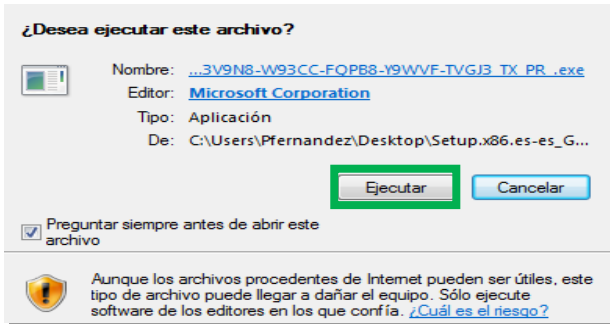 ¿Desea ejecutar este archivo?
Nombre: ...3V9N8-W93CC-FQPB8-Y9WVF-TVGJ3_TX_PR_.exe
Editor: Microsoft Corporation
Tipo: Aplicación
De: C:\Users\Pfernandez\Desktop\Setup.x86.es-es_G...
Ejecutar Cancelar
Preguntar siempre antes de abrir este
archivo
Aunque los archivos procedentes de Internet pueden ser útiles, este
tipo de archivo puede llegar a dañar el equipo. Sólo ejecute
software de los editores en los que confía. ¿Cuál es el riesgo?